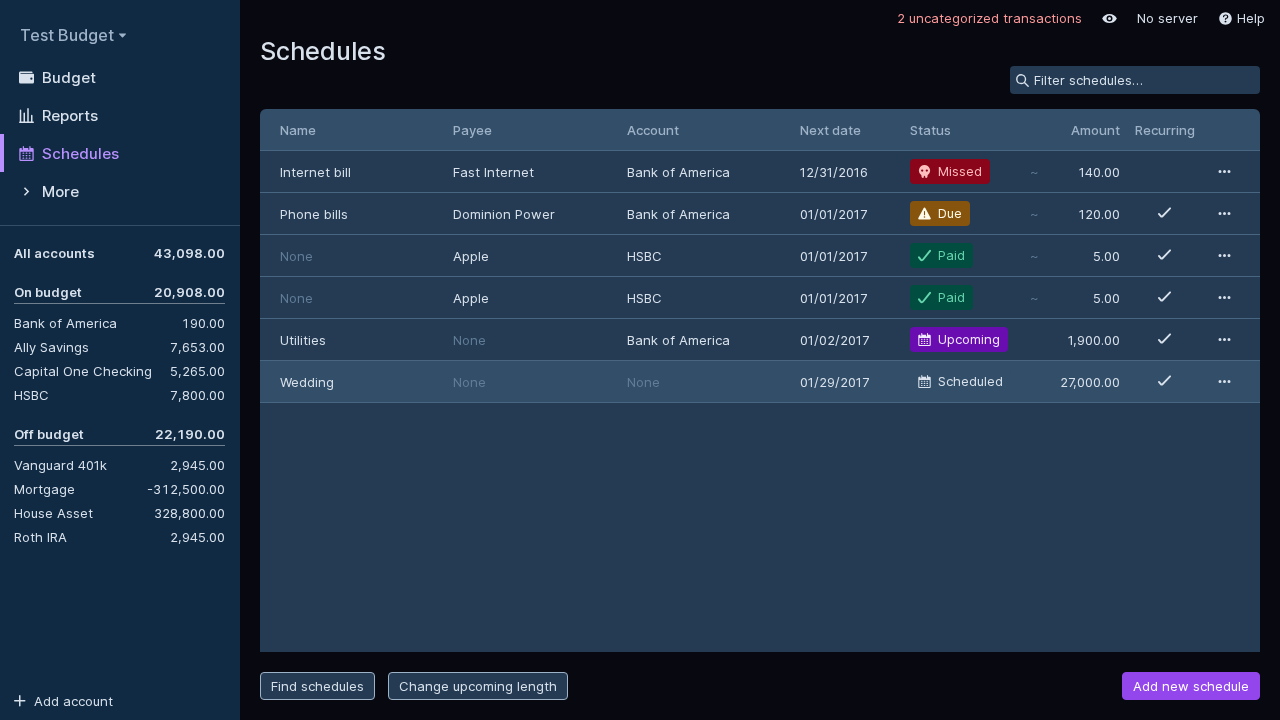 Test Budget
Budget
Reports
Schedules
More
All accounts 43,098.00
On budget 20,908.00
Bank of America 190.00
Ally Savings 7,653.00
Capital One Checking 5,265.00
HSBC 7,800.00
Off budget 22,190.00
Vanguard 401k 2,945.00
Mortgage -312,500.00
House Asset 328,800.00
Roth IRA 2,945.00
Add account
2 uncategorized transactions No server Help
Schedules
Filter schedules…
Name Payee Account Next date Status Amount Recurring
Internet bill Fast Internet Bank of America 12/31/2016 Missed ~ 140.00
Phone bills Dominion Power Bank of America 01/01/2017 Due ~ 120.00
None Apple HSBC 01/01/2017 Paid ~ 5.00
None Apple HSBC 01/01/2017 Paid ~ 5.00
Utilities None Bank of America 01/02/2017 Upcoming 1,900.00
Wedding None None 01/29/2017 Scheduled 27,000.00
Find schedules Change upcoming length Add new schedule